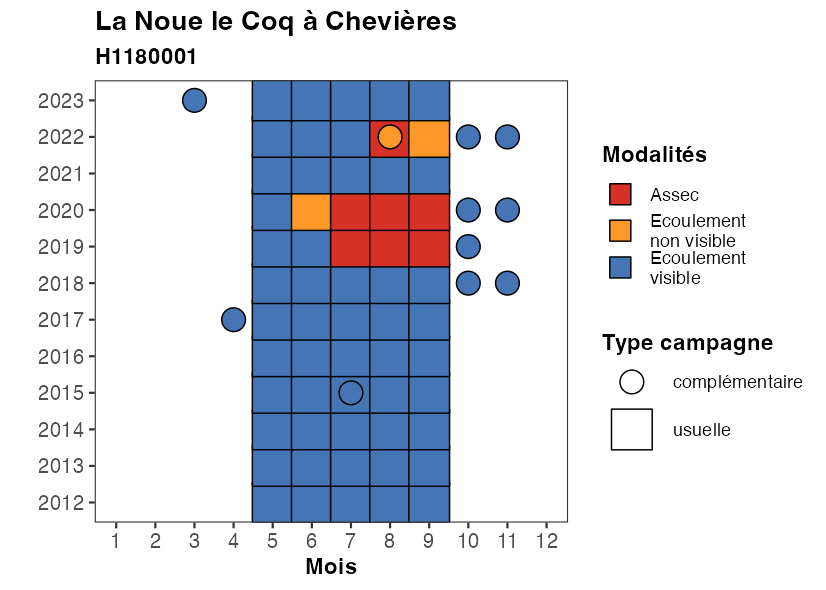 La Noue le Coq à Chevières
H1180001
2023
2022
2021
2020
2019
2018
2017
2016
2015
2014
2013
2012
1 2 3 4 5 6 7 8 9 10 11 12
Mois
Modalités
Assec
Ecoulement
non visible
Ecoulement
visible
Type campagne
complémentaire
usuelle